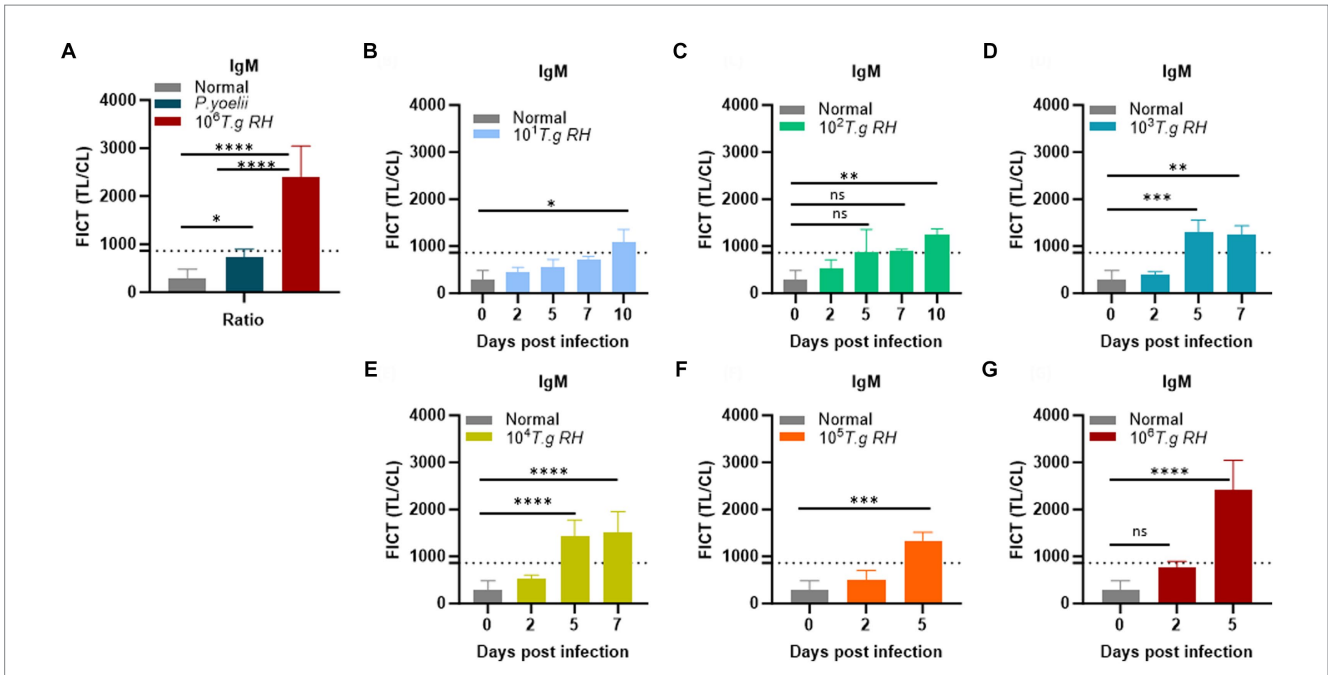 A
IgM
Normal
P.yoelii
10⁶T.g RH
FICT (TL/CL)
4000
3000
2000
1000
0
****
****
*
Ratio
B
IgM
Normal
10¹T.g RH
FICT (TL/CL)
4000
3000
2000
1000
0
*
0 2 5 7 10
Days post infection
C
IgM
Normal
10²T.g RH
FICT (TL/CL)
4000
3000
2000
1000
0
**
ns
ns
0 2 5 7 10
Days post infection
D
IgM
Normal
10³T.g RH
FICT (TL/CL)
4000
3000
2000
1000
0
**
***
0 2 5 7
Days post infection
E
IgM
Normal
10⁴T.g RH
FICT (TL/CL)
4000
3000
2000
1000
0
****
****
0 2 5 7
Days post infection
F
IgM
Normal
10⁵T.g RH
FICT (TL/CL)
4000
3000
2000
1000
0
***
0 2 5
Days post infection
G
IgM
Normal
10⁶T.g RH
FICT (TL/CL)
4000
3000
2000
1000
0
****
ns
0 2 5
Days post infection